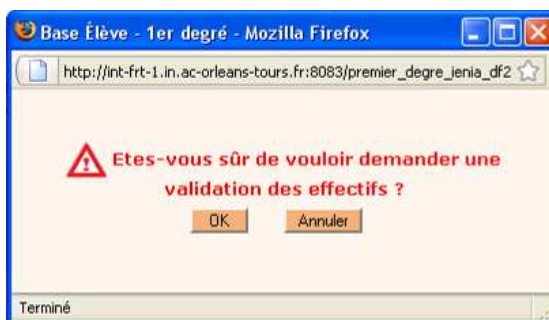 Base Élève - 1er degré - Mozilla Firefox
http://int-frt-1.in.ac-orleans-tours.fr:8083/premier_degre_ienia_df2
Etes-vous sûr de vouloir demander une
validation des effectifs ?
OK Annuler
Terminé